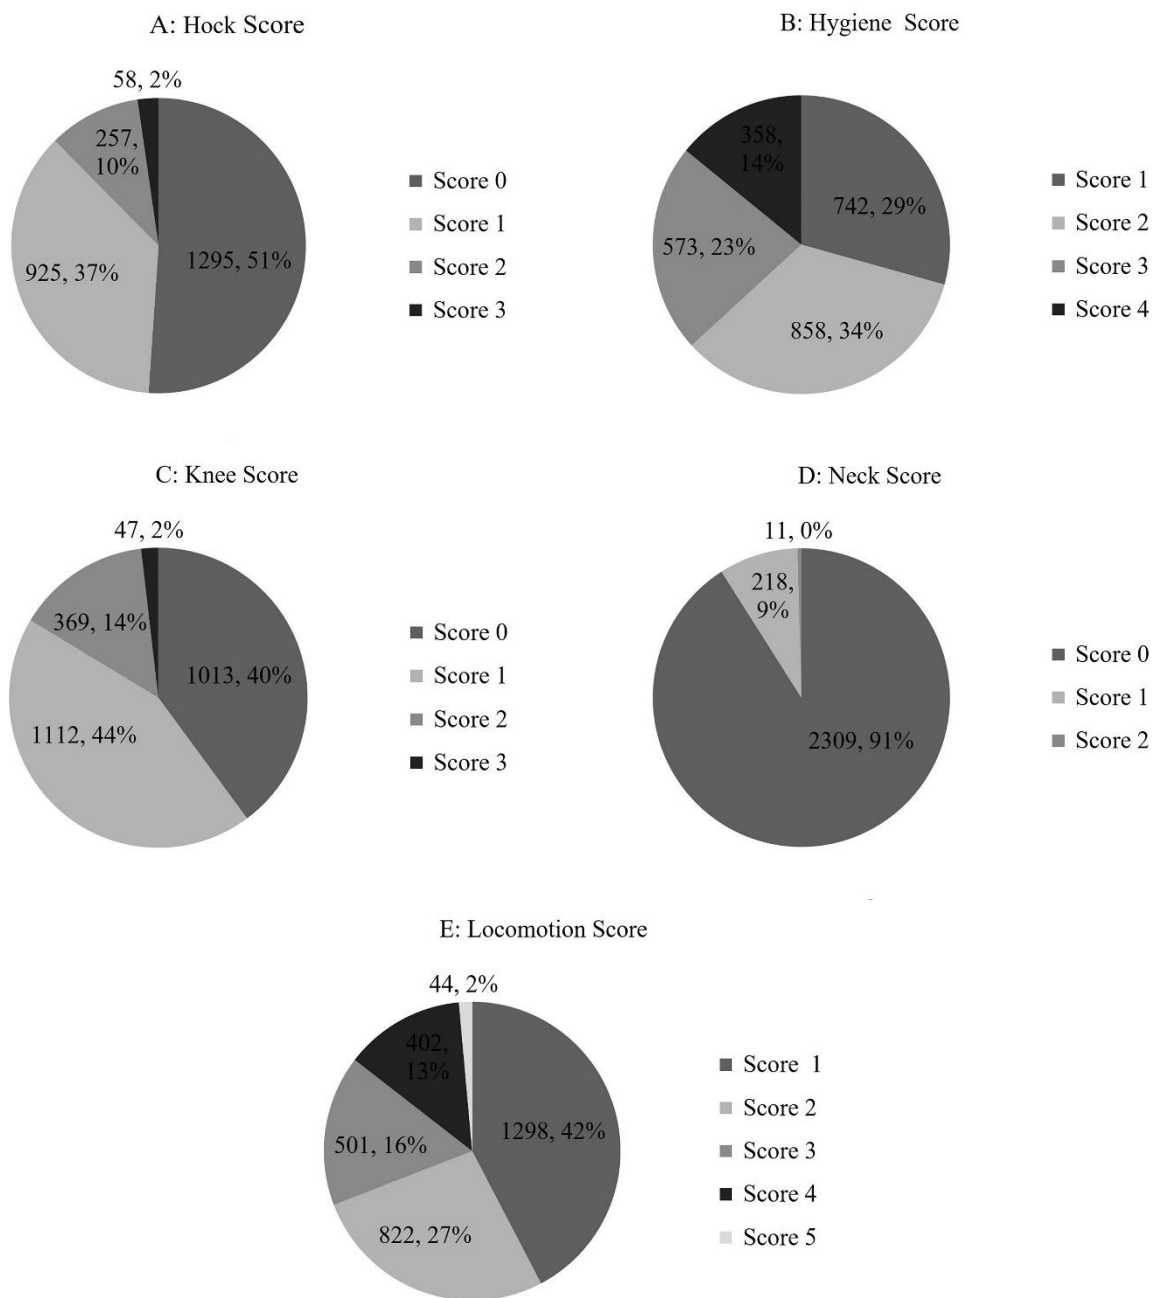 A: Hock Score
58, 2%
257,
10%
925, 37%
1295, 51%
Score 0
Score 1
Score 2
Score 3
B: Hygiene Score
358,
14%
742, 29%
573, 23%
858, 34%
Score 1
Score 2
Score 3
Score 4
C: Knee Score
47, 2%
369, 14%
1013, 40%
1112, 44%
Score 0
Score 1
Score 2
Score 3
D: Neck Score
11, 0%
218,
9%
2309, 91%
Score 0
Score 1
Score 2
E: Locomotion Score
44, 2%
402,
13%
1298, 42%
501, 16%
822, 27%
Score 1
Score 2
Score 3
Score 4
Score 5